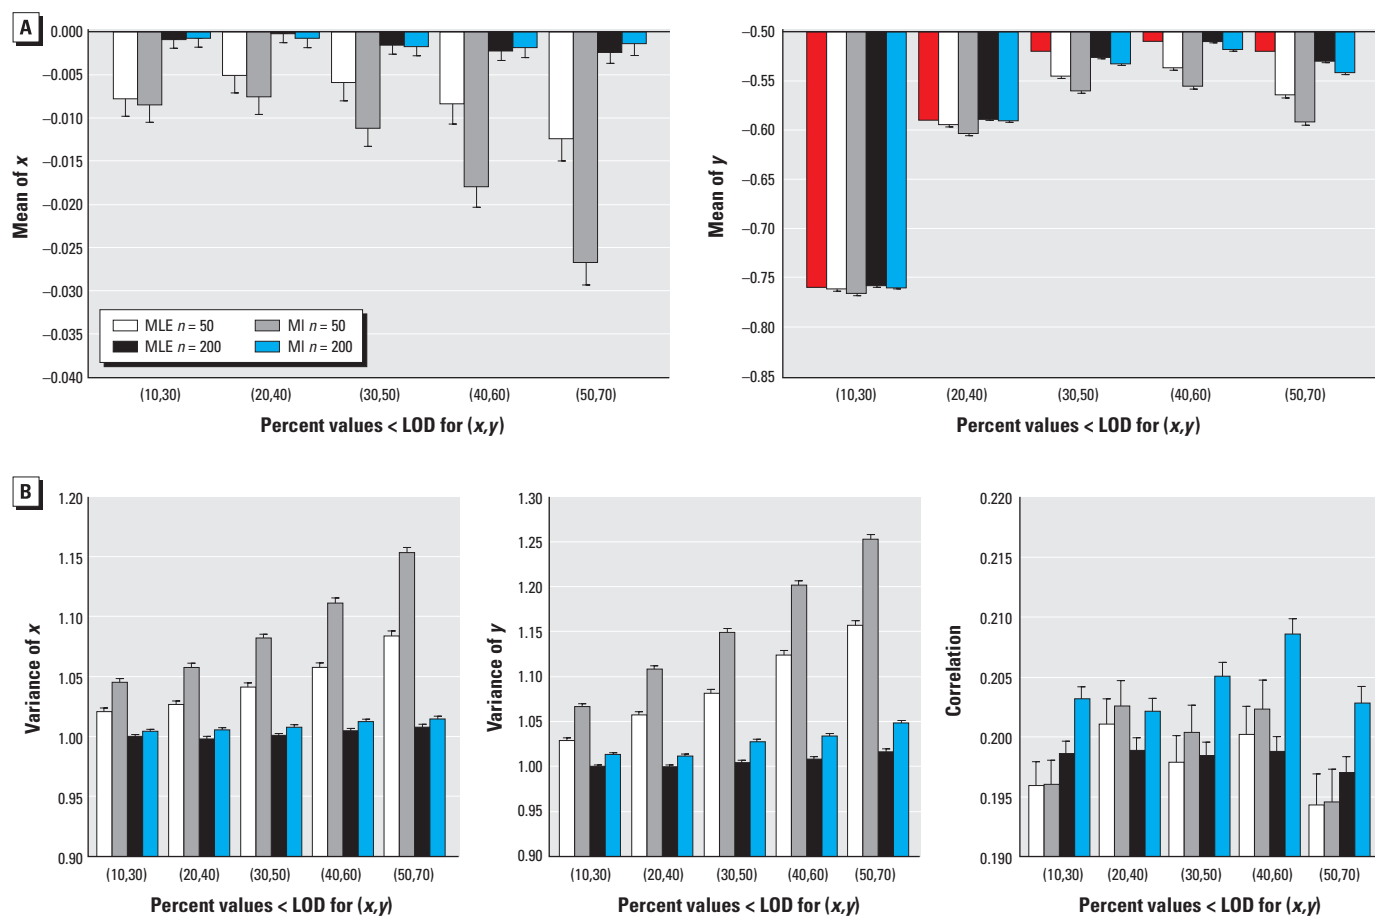 A
0.000
–0.005
–0.010
–0.015
–0.020
–0.025
–0.030
–0.035
–0.040
Mean of x
MLE n = 50
MI n = 50
MLE n = 200
MI n = 200
(10,30) (20,40) (30,50) (40,60) (50,70)
Percent values < LOD for (x,y)
–0.50
–0.55
–0.60
–0.65
–0.70
–0.75
–0.80
–0.85
Mean of y
(10,30) (20,40) (30,50) (40,60) (50,70)
Percent values < LOD for (x,y)
B
1.20
1.15
1.10
1.05
1.00
0.95
0.90
Variance of x
(10,30) (20,40) (30,50) (40,60) (50,70)
Percent values < LOD for (x,y)
1.30
1.25
1.20
1.15
1.10
1.05
1.00
0.95
0.90
Variance of y
(10,30) (20,40) (30,50) (40,60) (50,70)
Percent values < LOD for (x,y)
0.220
0.215
0.210
0.205
0.200
0.195
0.190
Correlation
(10,30) (20,40) (30,50) (40,60) (50,70)
Percent values < LOD for (x,y)